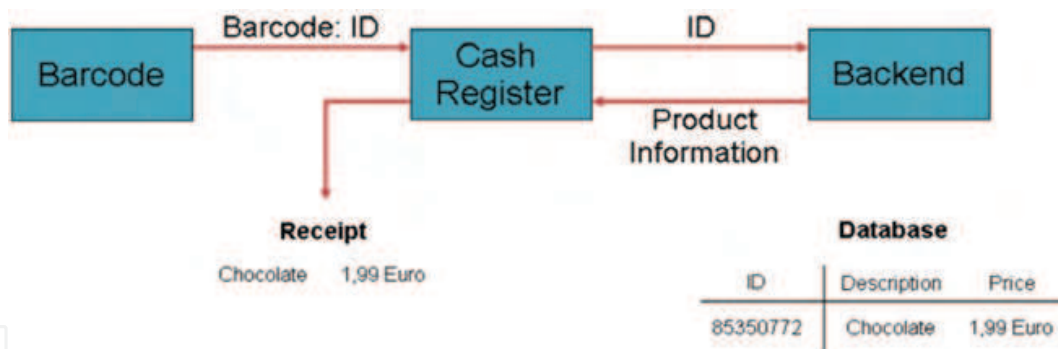 Barcode: ID
ID
Barcode
Cash
Register
Backend
Product
Information
Receipt
Chocolate 1,99 Euro
Database
ID Description Price
85350772 Chocolate 1,99 Euro